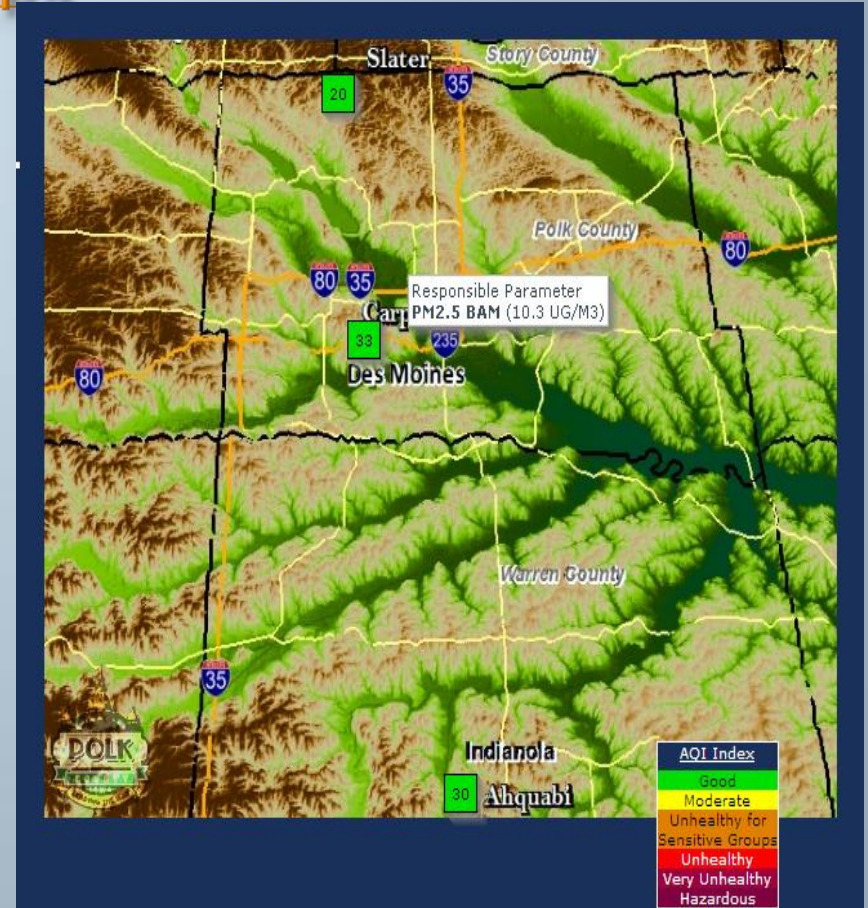 Slater
Story County
20
35
Polk County
80
80
35
Responsible Parameter
PM2.5 BAM (10.3 UG/M3)
Carp
33
235
Des Moines
80
Warren County
35
POLK
Indianola
30
Ahquabi
AQI Index
Good
Moderate
Unhealthy for
Sensitive Groups
Unhealthy
Very Unhealthy
Hazardous